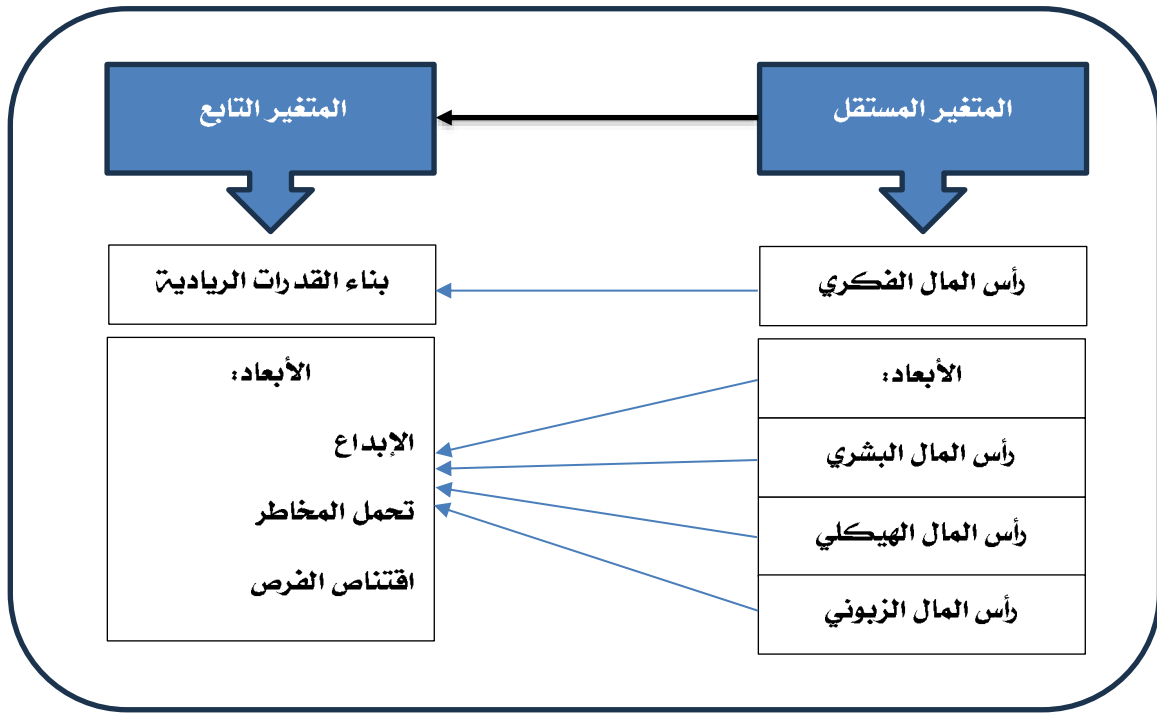 المتغير المستقل
المتغير التابع
رأس المال الفكري
بناء القدرات الريادية
الأبعاد:
رأس المال البشري
رأس المال الهيكلي
رأس المال الزبوني
الأبعاد:
الإبداع
تحمل المخاطر
اقتناص الفرص